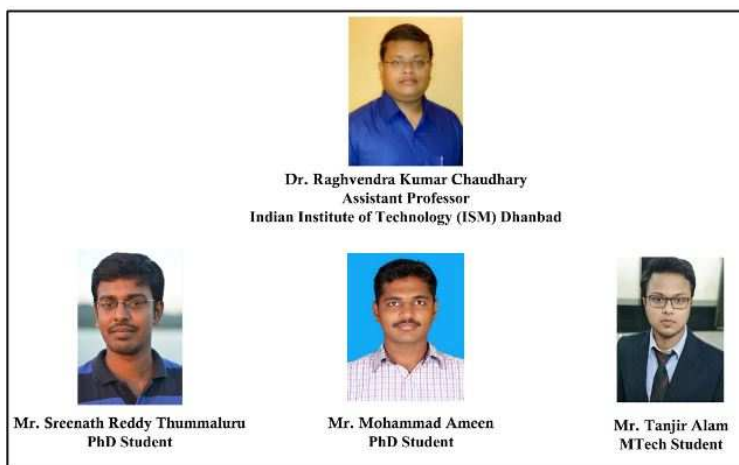 Dr. Raghvendra Kumar Chaudhary
Assistant Professor
Indian Institute of Technology (ISM) Dhanbad
Mr. Sreenath Reddy Thummaluru
PhD Student
Mr. Mohammad Ameen
PhD Student
Mr. Tanjir Alam
MTech Student